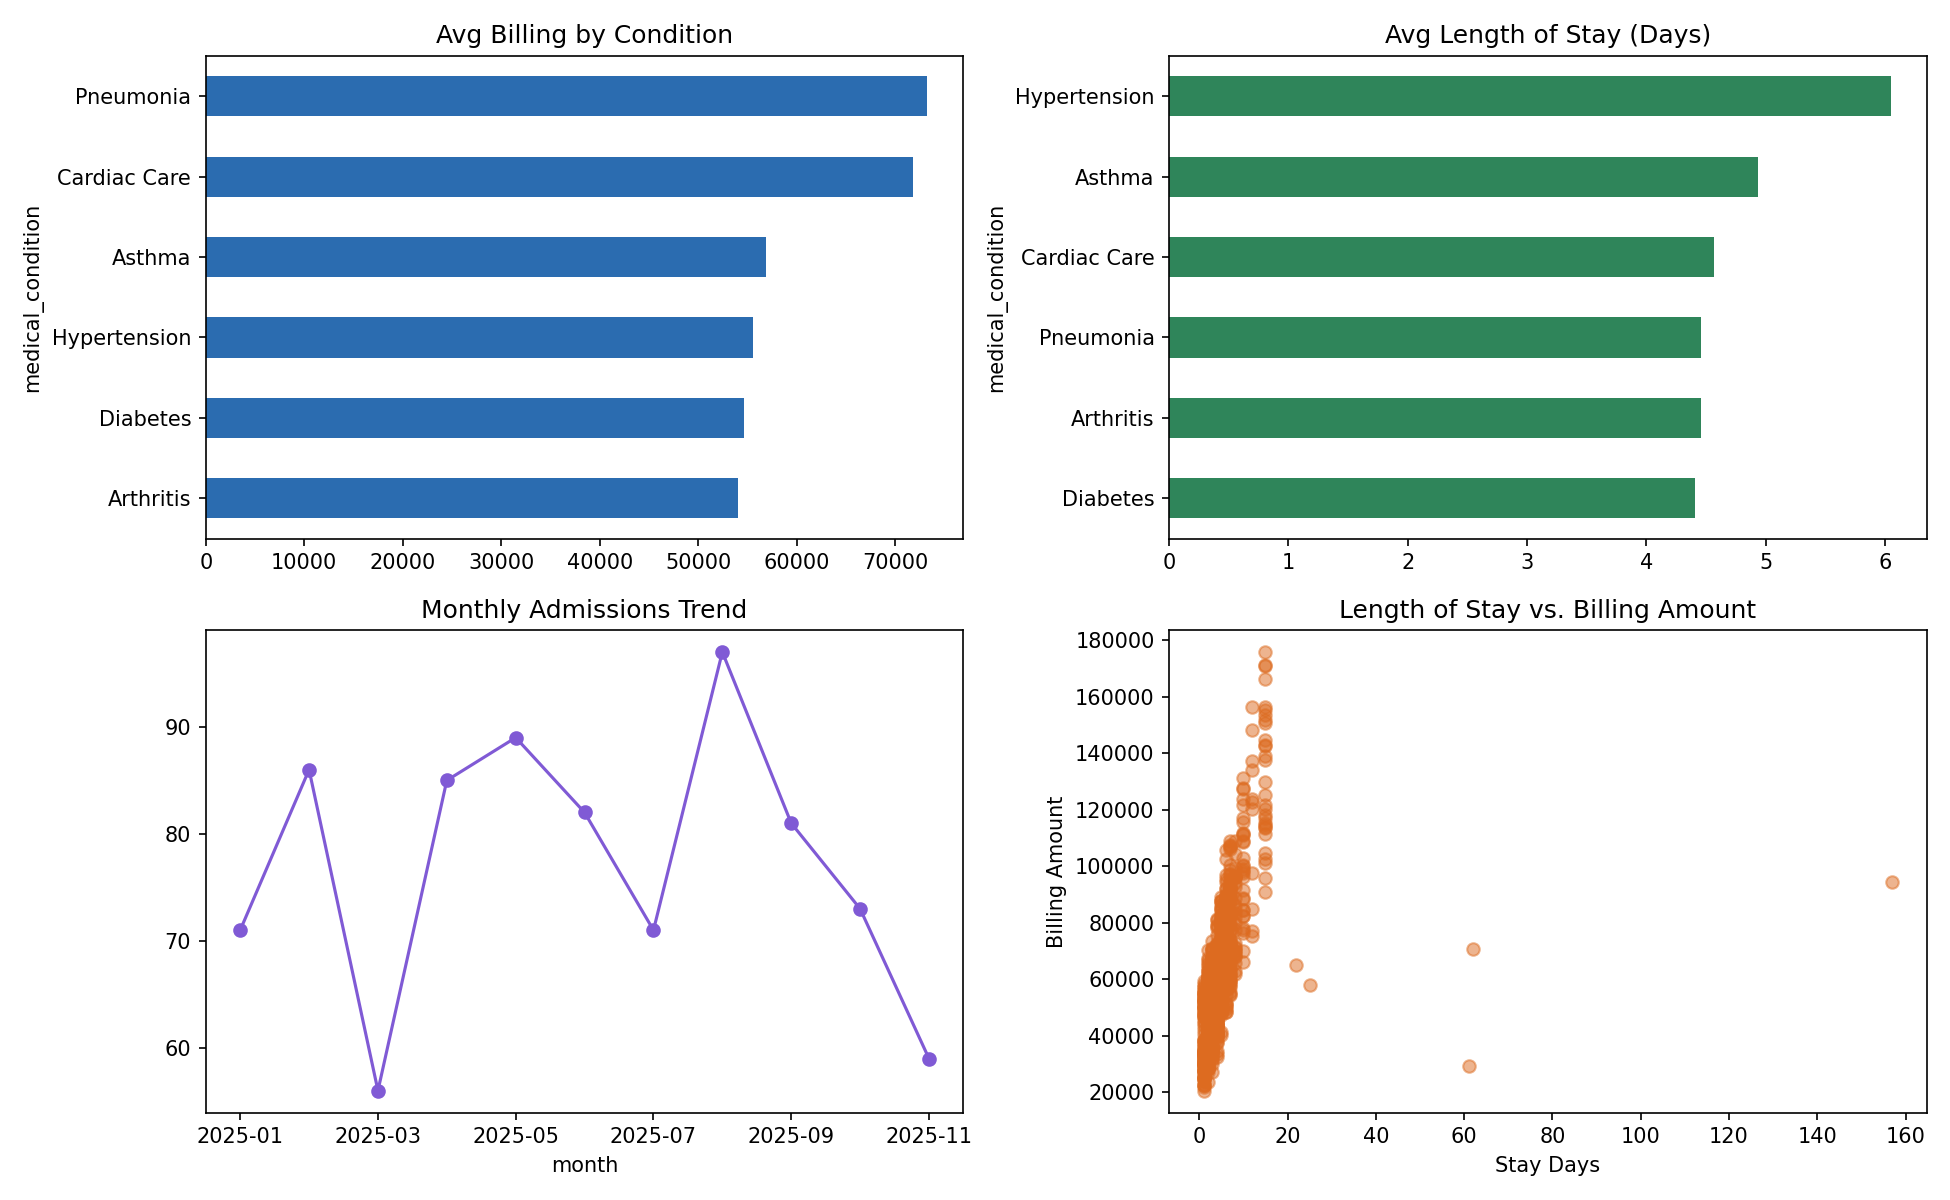 Avg Billing by Condition
medical_condition
Pneumonia
Cardiac Care
Asthma
Hypertension
Diabetes
Arthritis
0 10000 20000 30000 40000 50000 60000 70000
Avg Length of Stay (Days)
medical_condition
Hypertension
Asthma
Cardiac Care
Pneumonia
Arthritis
Diabetes
0 1 2 3 4 5 6
Monthly Admissions Trend
90
80
70
60
2025-01 2025-03 2025-05 2025-07 2025-09 2025-11
month
Length of Stay vs. Billing Amount
Billing Amount
180000
160000
140000
120000
100000
80000
60000
40000
20000
0 20 40 60 80 100 120 140 160
Stay Days